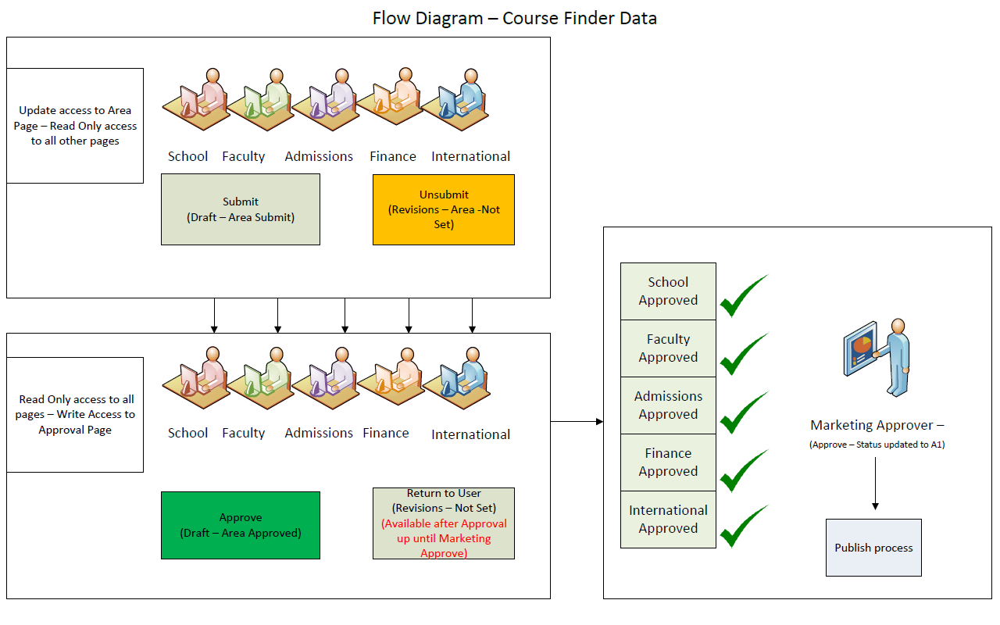 Flow Diagram – Course Finder Data
Update access to Area
Page – Read Only access
to all other pages
School Faculty Admissions Finance International
Submit
(Draft – Area Submit)
Unsubmit
(Revisions – Area -Not
Set)
Read Only access to all
pages – Write Access to
Approval Page
School Faculty Admissions Finance International
Approve
(Draft – Area Approved)
Return to User
(Revisions – Not Set)
(Available after Approval
up until Marketing
Approve)
School
Approved
Faculty
Approved
Admissions
Approved
Finance
Approved
International
Approved
Marketing Approver –
(Approve – Status updated to A1)
Publish process